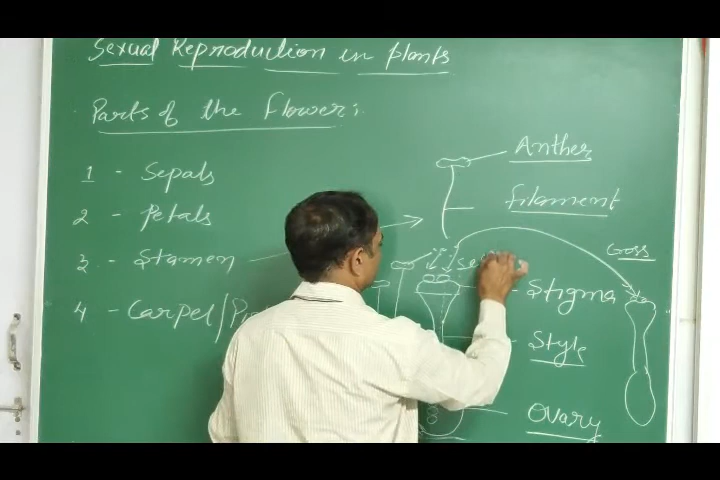 Sexual Reproduction in plants
Parts of the flower:
1 - Sepals
2 - Petals
3 - Stamen
4 - Carpel/
Anther
filament
Stigma
Style
Ovary